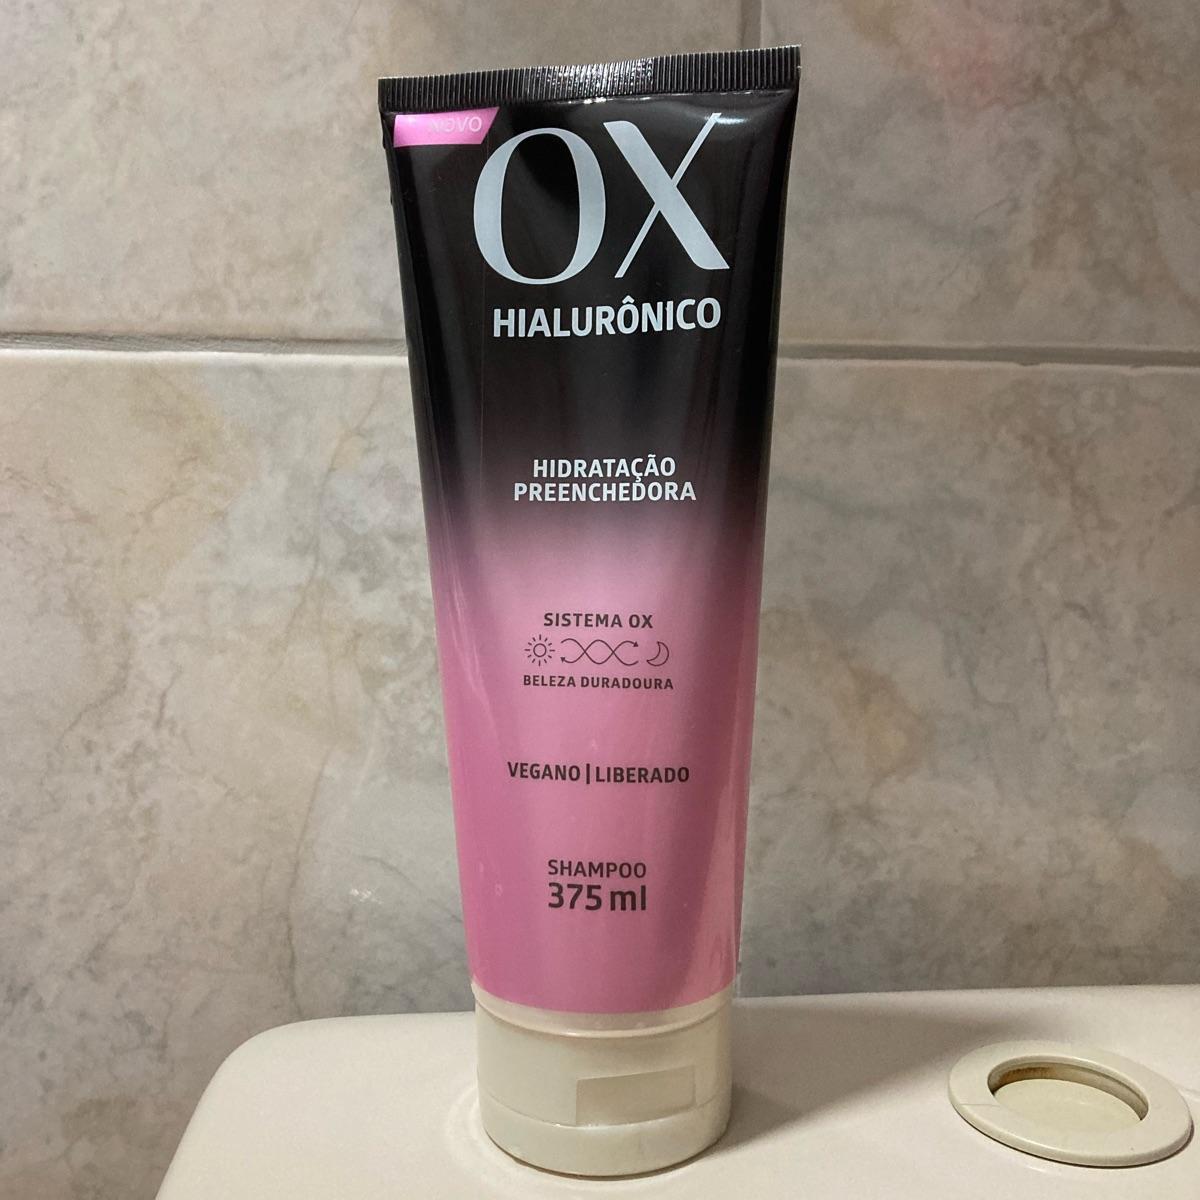 NOVO
OX
HIALURÔNICO
HIDRATAÇÃO
PREENCHEDORA
SISTEMA OX
BELEZA DURADOURA
VEGANO | LIBERADO
SHAMPOO
375 ml